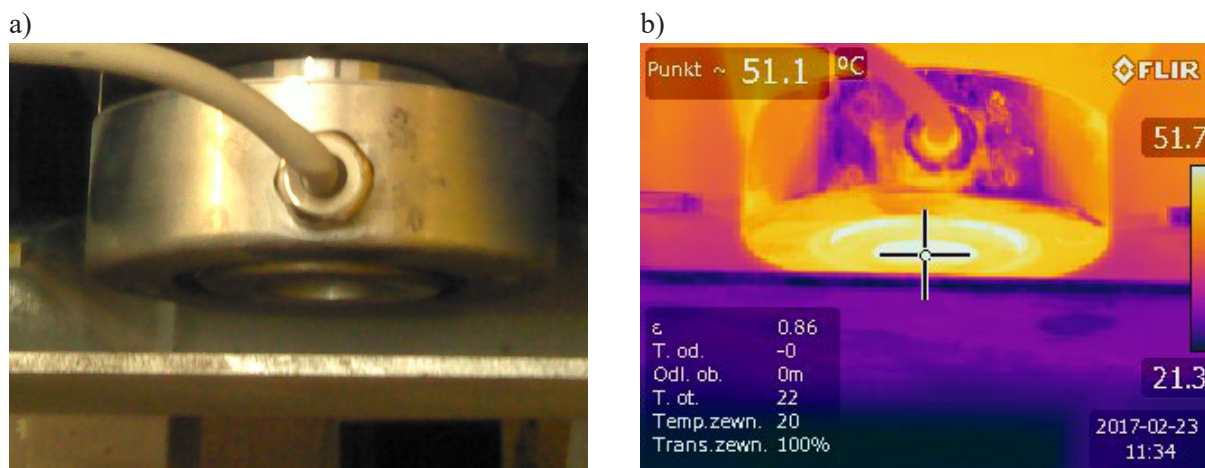 a)
b)
Punkt ~ 51.1 °C
FLIR
51.7
ε 0.86
T. od. -0
Odl. ob. 0m
T. ot. 22
Temp.zewn. 20
Trans.zewn. 100%
21.3
2017-02-23
11:34